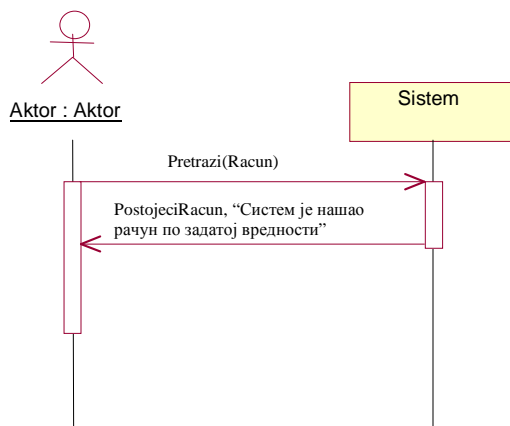 Aktor : Aktor
Sistem
Pretrazi(Racun)
PostojeciRacun, “Систем је нашао
рачун по задатој вредности”